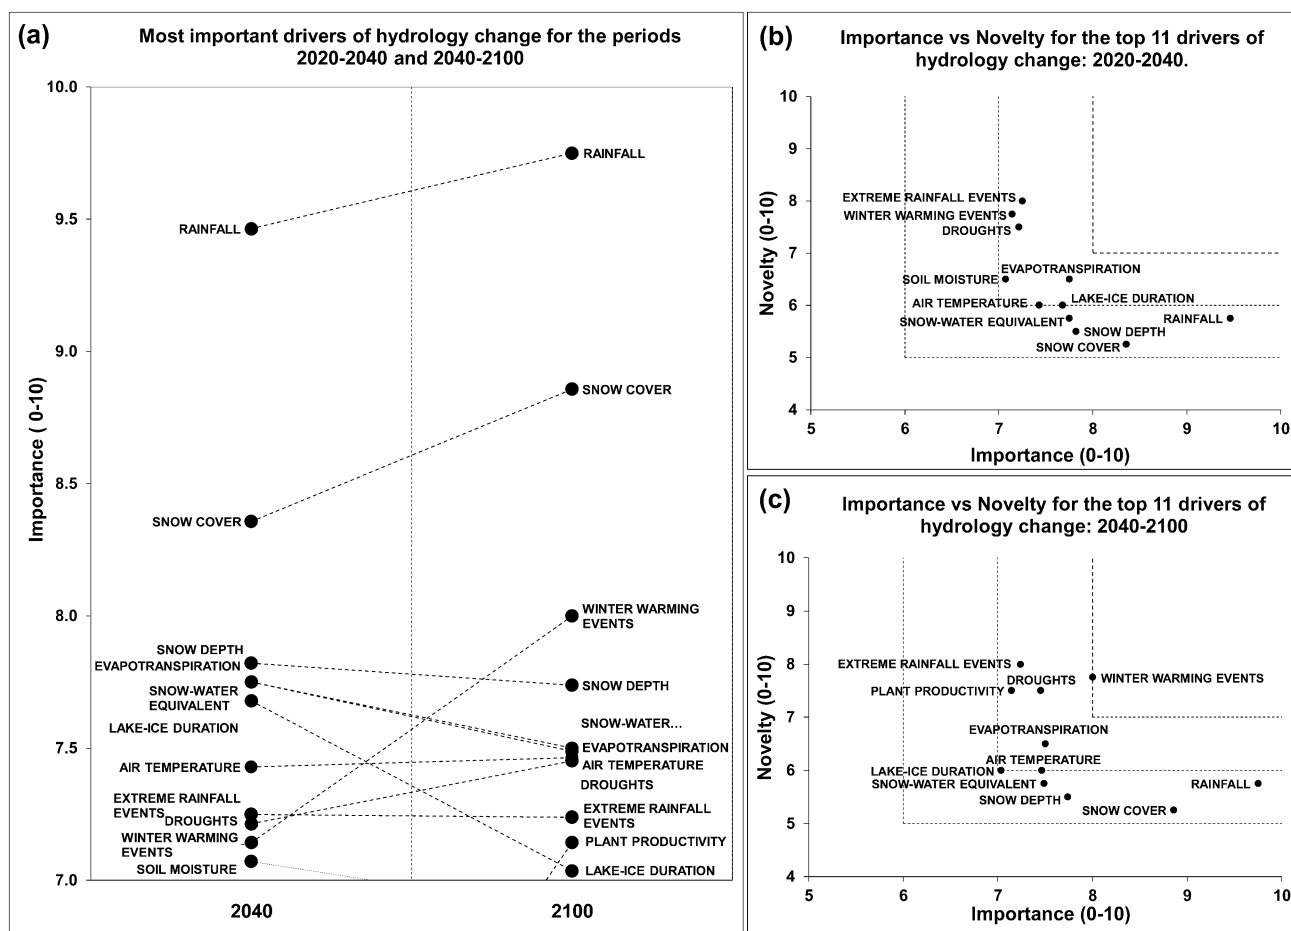 (a)
Most important drivers of hydrology change for the periods
2020-2040 and 2040-2100
Importance ( 0-10)
10.0
9.5
9.0
8.5
8.0
7.5
7.0
RAINFALL
SNOW COVER
SNOW DEPTH
EVAPOTRANSPIRATION
SNOW-WATER
EQUIVALENT
LAKE-ICE DURATION
AIR TEMPERATURE
EXTREME RAINFALL
EVENTS
DROUGHTS
WINTER WARMING
EVENTS
SOIL MOISTURE
RAINFALL
SNOW COVER
WINTER WARMING
EVENTS
SNOW DEPTH
SNOW-WATER...
EVAPOTRANSPIRATION
AIR TEMPERATURE
DROUGHTS
EXTREME RAINFALL
EVENTS
PLANT PRODUCTIVITY
LAKE-ICE DURATION
2040
2100
(b)
Importance vs Novelty for the top 11 drivers of
hydrology change: 2020-2040.
Novelty (0-10)
10
9
8
7
6
5
4
EXTREME RAINFALL EVENTS
WINTER WARMING EVENTS
DROUGHTS
EVAPOTRANSPIRATION
SOIL MOISTURE
AIR TEMPERATURE
LAKE-ICE DURATION
SNOW-WATER EQUIVALENT
RAINFALL
SNOW DEPTH
SNOW COVER
5
6
7
8
9
10
Importance (0-10)
(c)
Importance vs Novelty for the top 11 drivers of
hydrology change: 2040-2100
Novelty (0-10)
10
9
8
7
6
5
4
EXTREME RAINFALL EVENTS
DROUGHTS
WINTER WARMING EVENTS
PLANT PRODUCTIVITY
EVAPOTRANSPIRATION
AIR TEMPERATURE
LAKE-ICE DURATION
SNOW-WATER EQUIVALENT
RAINFALL
SNOW DEPTH
SNOW COVER
5
6
7
8
9
10
Importance (0-10)